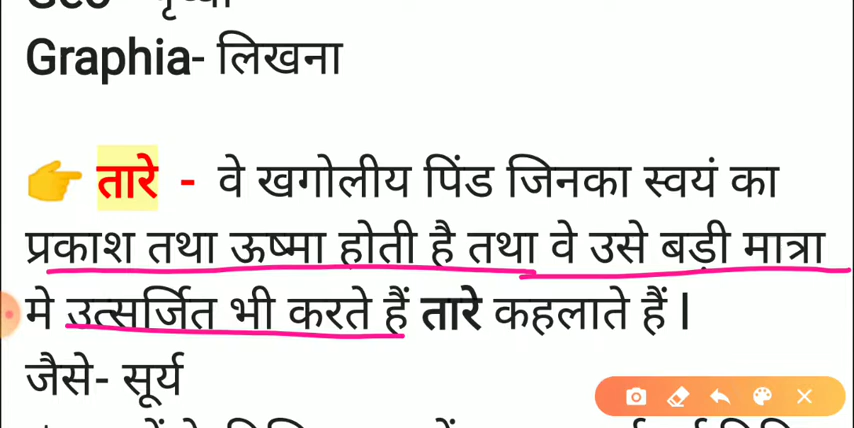 Graphia- लिखना
👉 तारे - वे खगोलीय पिंड जिनका स्वयं का
प्रकाश तथा ऊष्मा होती है तथा वे उसे बड़ी मात्रा
मे उत्सर्जित भी करते हैं तारे कहलाते हैं I
जैसे- सूर्य